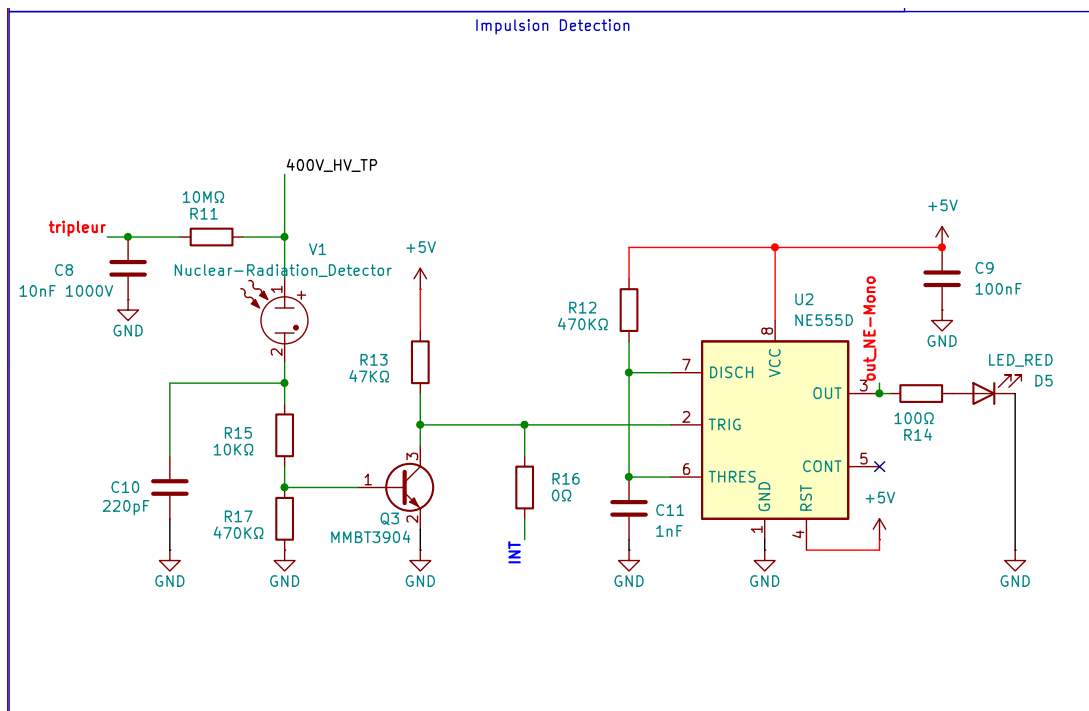 Impulsion Detection
400V_HV_TP
10MΩ
R11
tripleur
C8
10nF 1000V
GND
V1
Nuclear-Radiation_Detector
1
+
2
+5V
R13
47KΩ
R15
10KΩ
C10
220pF
GND
R17
470KΩ
GND
1
3
2
Q3
MMBT3904
GND
R16
0Ω
INT
R12
470KΩ
C11
1nF
GND
U2
NE555D
8
VCC
7
DISCH
2
TRIG
6
THRES
GND
1
RST
4
OUT
3
CONT
5
GND
+5V
out_NE-Mono
+5V
C9
100nF
GND
100Ω
R14
LED_RED
D5
GND